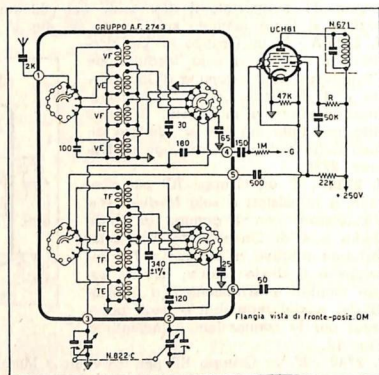 GRUPPO A.F. 2743
UCH81
N.671
2K
1
VF
VE
VF
VE
100
30
65
180
4
150
1M
-G
47K
50K
R
5
500
22K
+ 250V
TF
TE
TF
TE
340
±1%
25
120
6
50
3
2
N.822C
Flangia vista di fronte-posiz. OM